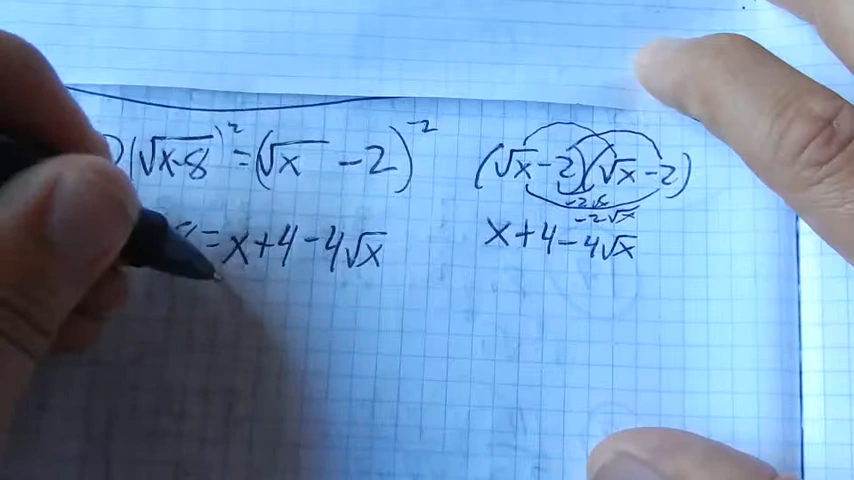 (√x-8)² = (√x - 2)⁻² (√x - 2)(√x - 2)
-2√x
-2√x
= x + 4 - 4√x x + 4 - 4√x